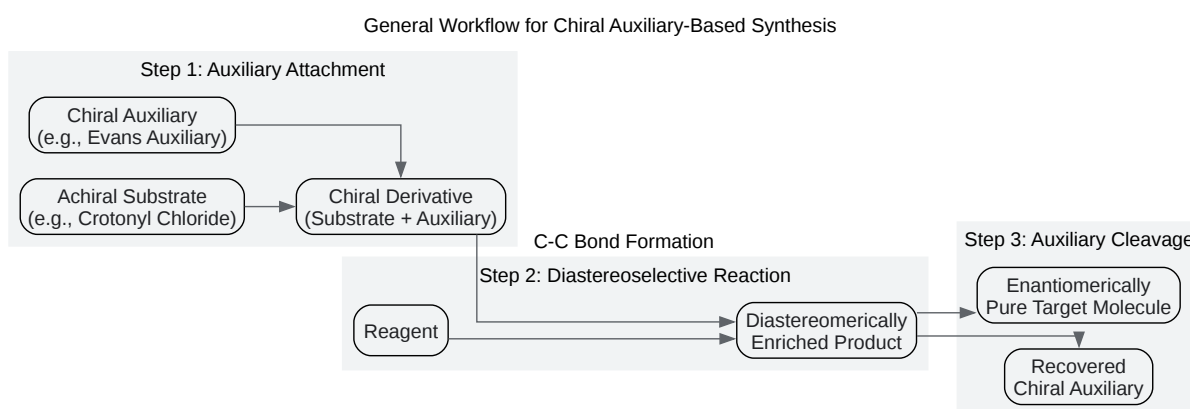 General Workflow for Chiral Auxiliary-Based Synthesis
Step 1: Auxiliary Attachment
Chiral Auxiliary
(e.g., Evans Auxiliary)
Achiral Substrate
(e.g., Crotonyl Chloride)
Chiral Derivative
(Substrate + Auxiliary)
C-C Bond Formation
Step 2: Diastereoselective Reaction
Reagent
Diastereomerically
Enriched Product
Step 3: Auxiliary Cleavage
Enantiomerically
Pure Target Molecule
Recovered
Chiral Auxiliary